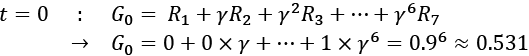 t = 0 : G₀ = R₁ + γR₂ + γ²R₃ + ⋯ + γ⁶R₇
→ G₀ = 0 + 0 × γ + ⋯ + 1 × γ⁶ = 0.9⁶ ≈ 0.531